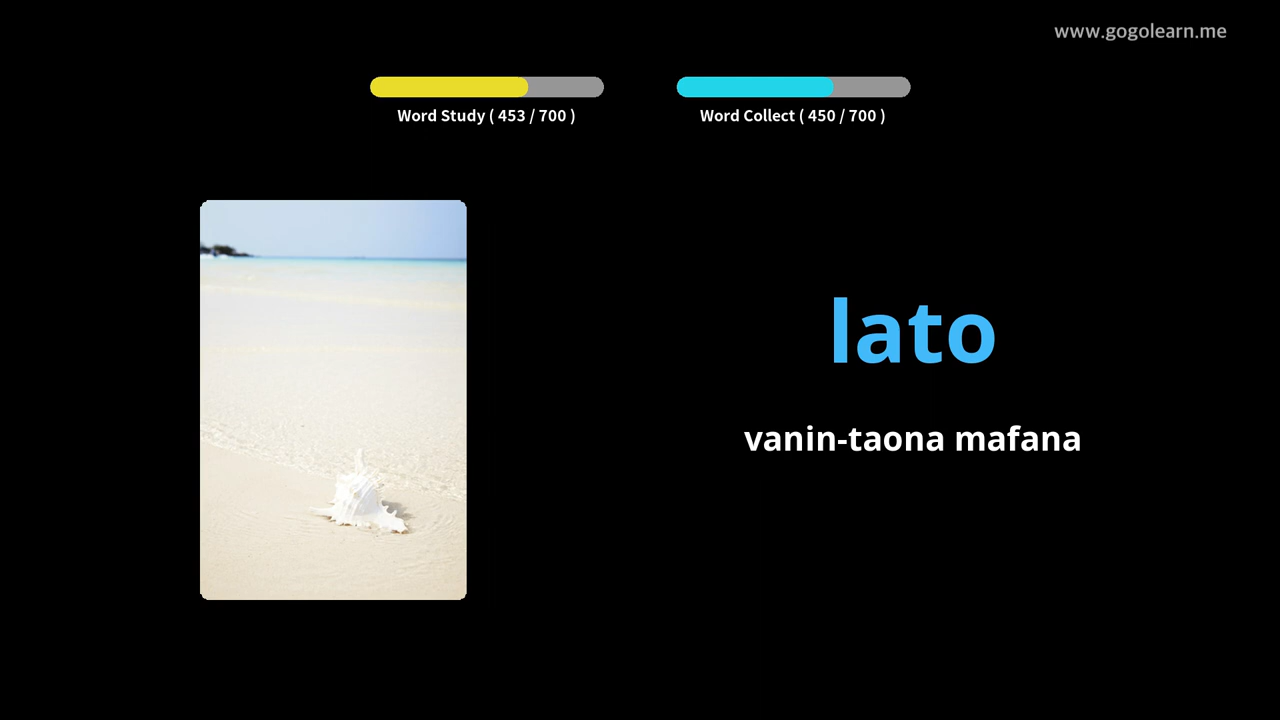 www.gogolearn.me
Word Study ( 453 / 700 )
Word Collect ( 450 / 700 )
lato
vanin-taona mafana